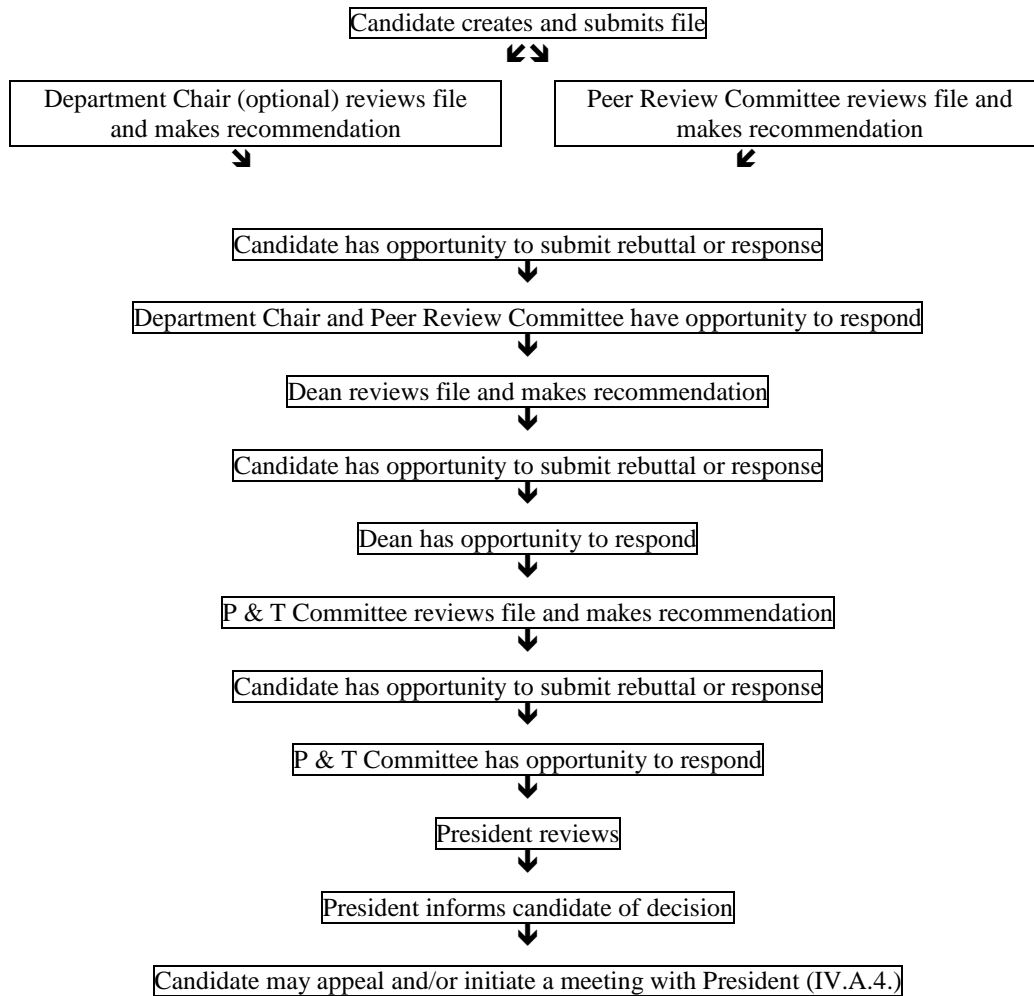 Candidate creates and submits file
Department Chair (optional) reviews file
and makes recommendation
Peer Review Committee reviews file and
makes recommendation
Candidate has opportunity to submit rebuttal or response
Department Chair and Peer Review Committee have opportunity to respond
Dean reviews file and makes recommendation
Candidate has opportunity to submit rebuttal or response
Dean has opportunity to respond
P & T Committee reviews file and makes recommendation
Candidate has opportunity to submit rebuttal or response
P & T Committee has opportunity to respond
President reviews
President informs candidate of decision
Candidate may appeal and/or initiate a meeting with President (IV.A.4.)